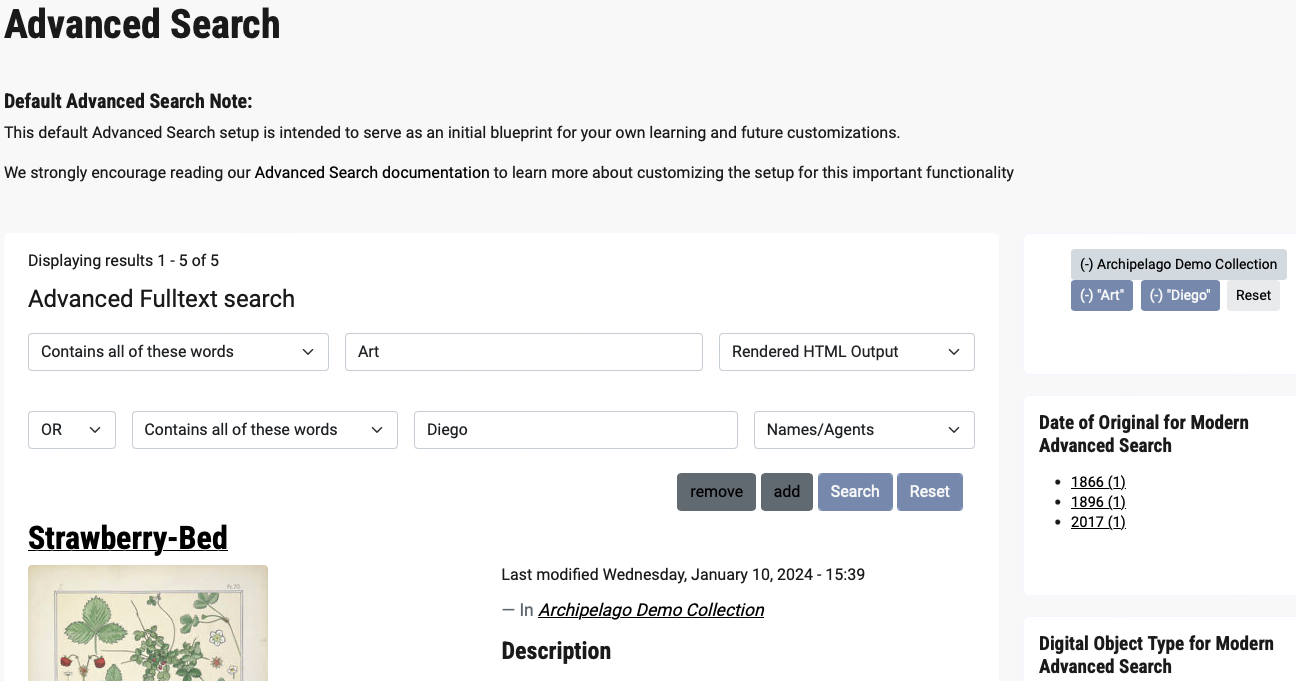 Advanced Search
Default Advanced Search Note:
This default Advanced Search setup is intended to serve as an initial blueprint for your own learning and future customizations.
We strongly encourage reading our Advanced Search documentation to learn more about customizing the setup for this important functionality
Displaying results 1 - 5 of 5
Advanced Fulltext search
Contains all of these words
Art
Rendered HTML Output
OR
Contains all of these words
Diego
Names/Agents
remove
add
Search
Reset
Strawberry-Bed
Last modified Wednesday, January 10, 2024 - 15:39
— In Archipelago Demo Collection
Description
(-) Archipelago Demo Collection
(-) "Art"
(-) "Diego"
Reset
Date of Original for Modern
Advanced Search
1866 (1)
1896 (1)
2017 (1)
Digital Object Type for Modern
Advanced Search